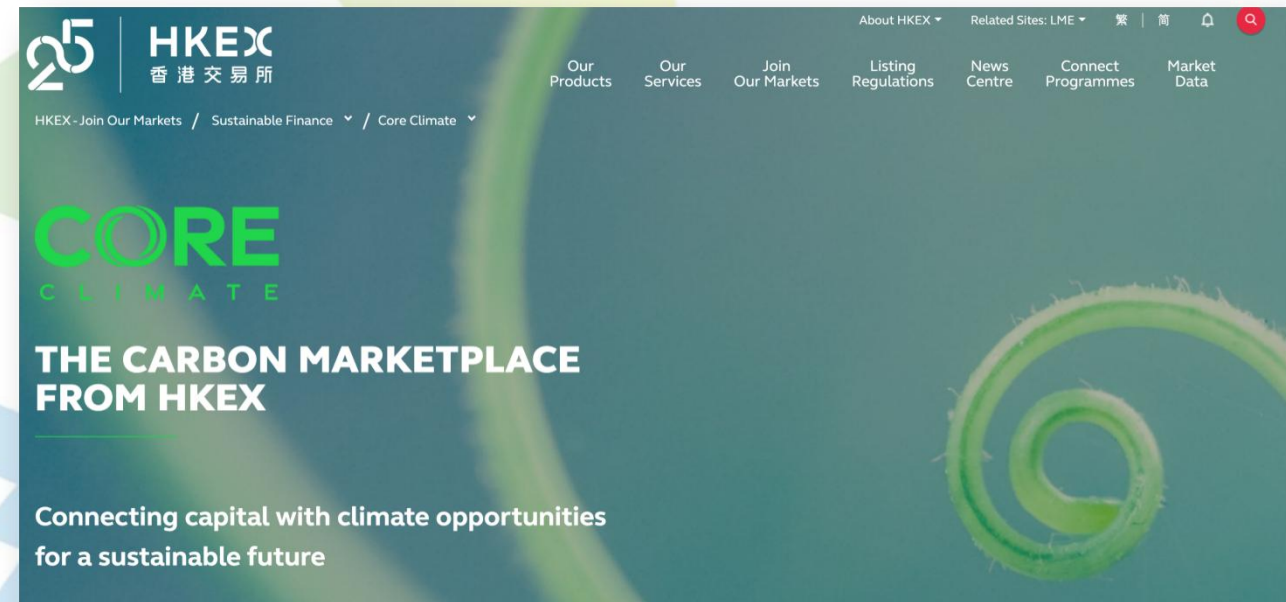 About HKEX
Related Sites: LME
繁 | 简
25
HKEX
香港交易所
Our Products
Our Services
Join Our Markets
Listing Regulations
News Centre
Connect Programmes
Market Data
HKEX-Join Our Markets / Sustainable Finance / Core Climate
CORE
CLIMATE
THE CARBON MARKETPLACE
FROM HKEX
Connecting capital with climate opportunities
for a sustainable future